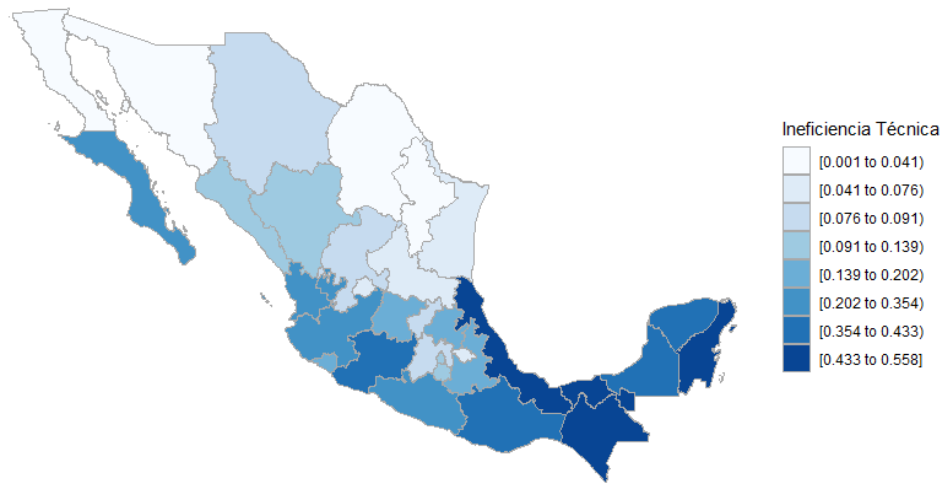 Ineficiencia Técnica
[0.001 to 0.041)
[0.041 to 0.076)
[0.076 to 0.091)
[0.091 to 0.139)
[0.139 to 0.202)
[0.202 to 0.354)
[0.354 to 0.433)
[0.433 to 0.558]